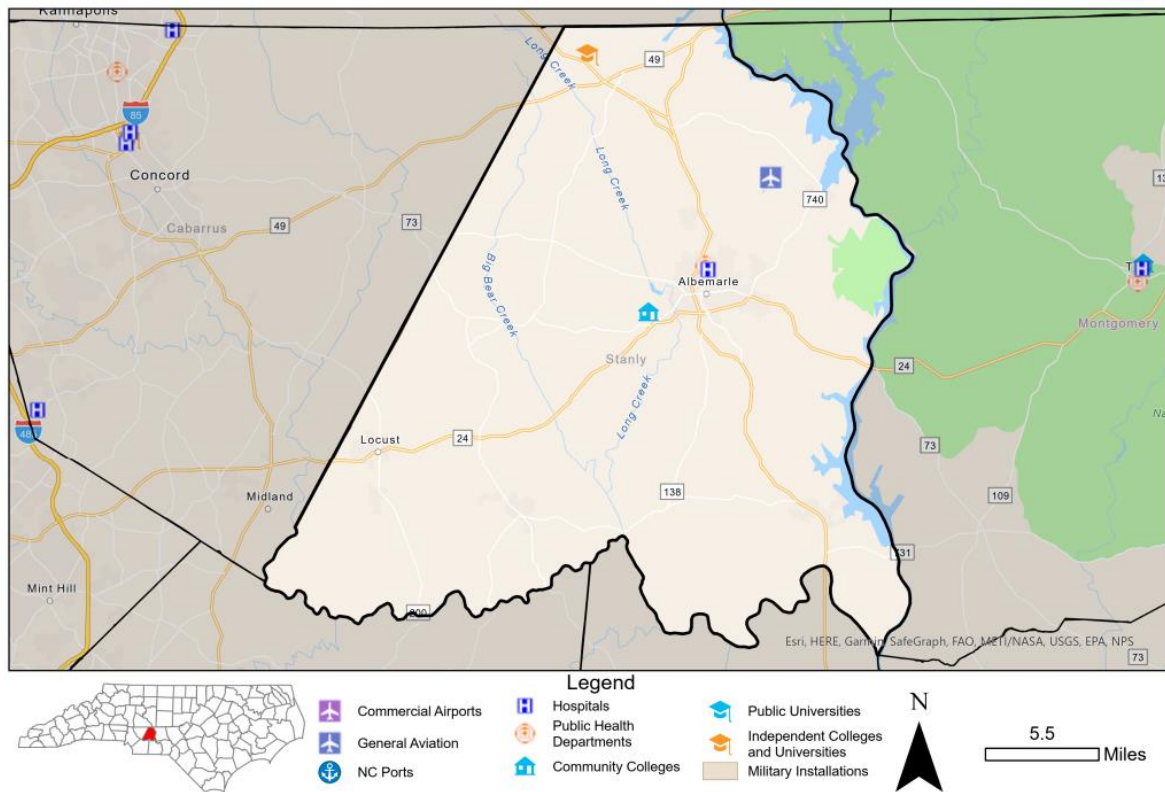 Kannapolis
H
Long Creek
49
85
H
H
Concord
13
Long Creek
740
Cabarrus
49
73
Big Bear Creek
H
H
Albemarle
Montgomery
Stanly
24
Long Creek
H
48
Locust
24
73
138
109
Midland
731
Mint Hill
200
Esri, HERE, Garmin, SafeGraph, FAO, METI/NASA, USGS, EPA, NPS
73
Legend
Commercial Airports
General Aviation
NC Ports
H Hospitals
Public Health
Departments
Community Colleges
Public Universities
Independent Colleges
and Universities
Military Installations
N
5.5
Miles